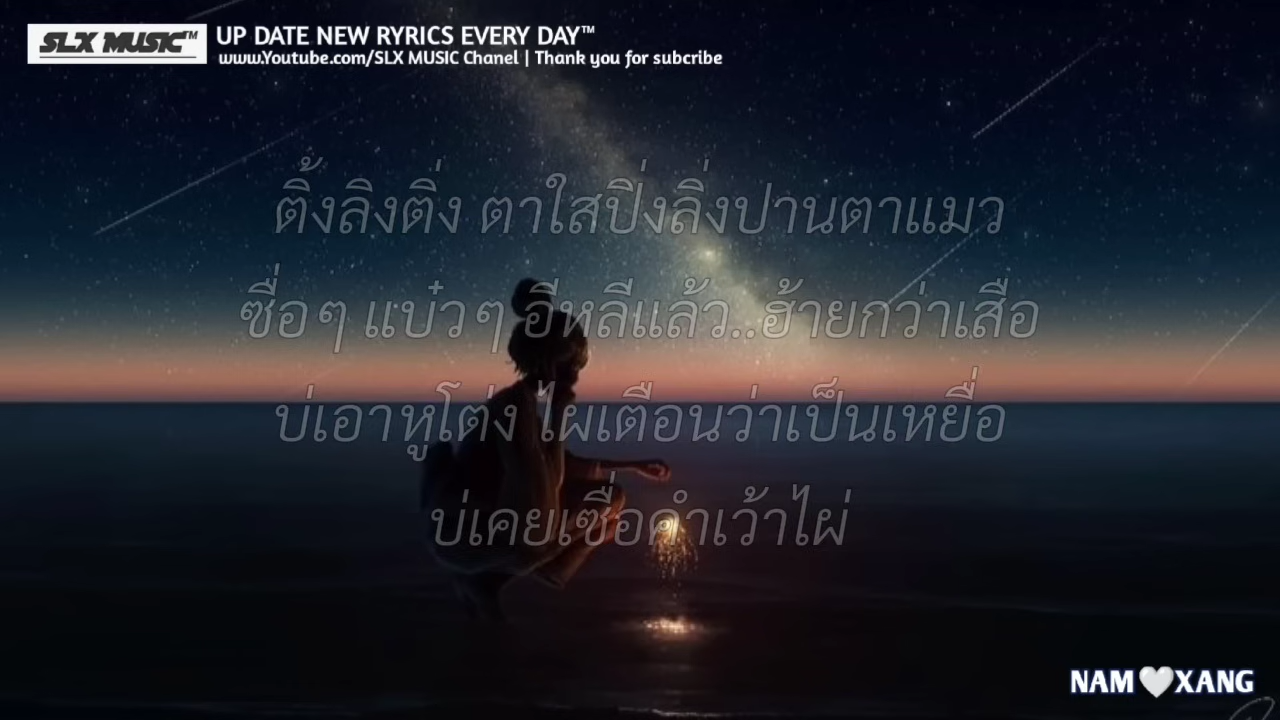 SLX MUSIC™
UP DATE NEW RYRICS EVERY DAY™
www.Youtube.com/SLX MUSIC Chanel | Thank you for subcribe
ติ้งลิงติ่ง ตาใสปิ่งลิ่งปานตาแมว
ซื่อๆ แบ๋วๆ อีหลีแล้ว..ฮ้ายกว่าเสือ
บ่เอาหูโต่ง ไผเตือนว่าเป็นเหยื่อ
บ่เคยเซื่อคำเว้าไผ่
NAM🤍XANG